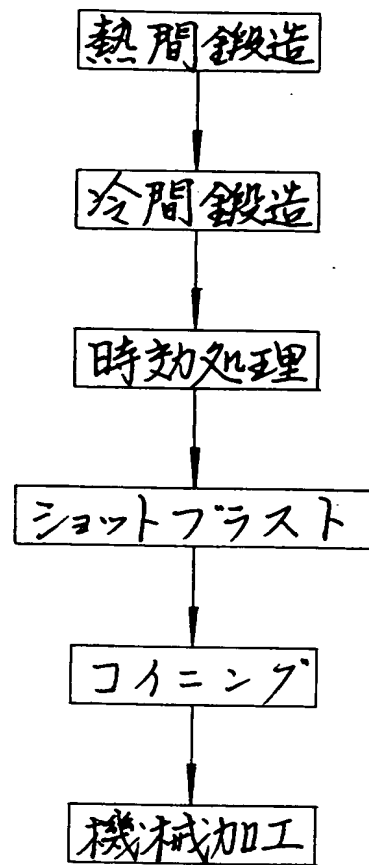 熱間鍛造
冷間鍛造
時効処理
ショットブラスト
コイニング
機械加工